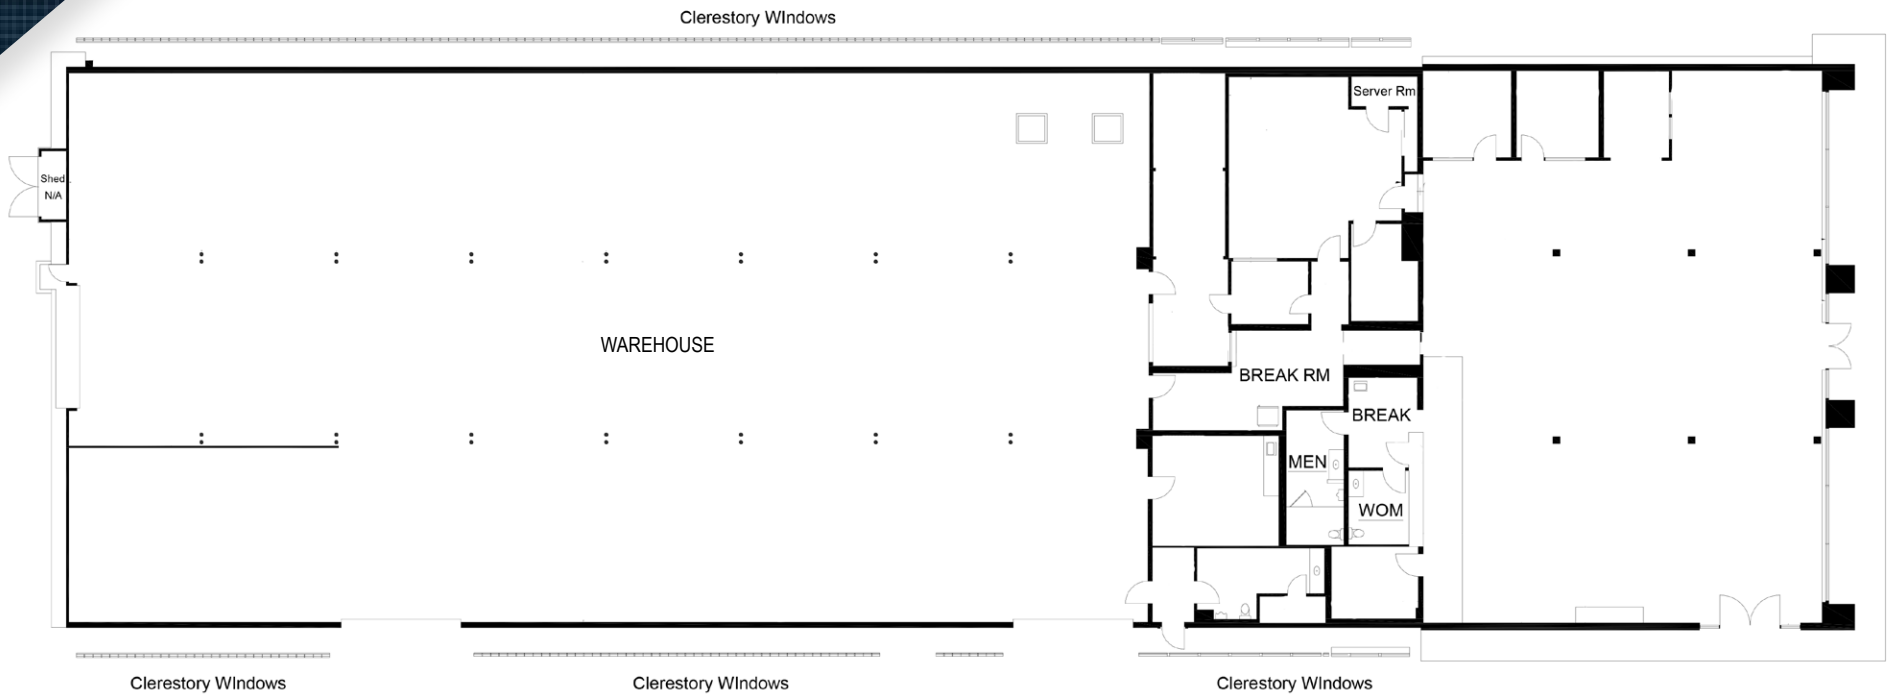 Clerestory WIndows
Server Rm
Shed
N/A
WAREHOUSE
BREAK RM
BREAK
MEN
WOM
Clerestory WIndows
Clerestory WIndows
Clerestory WIndows